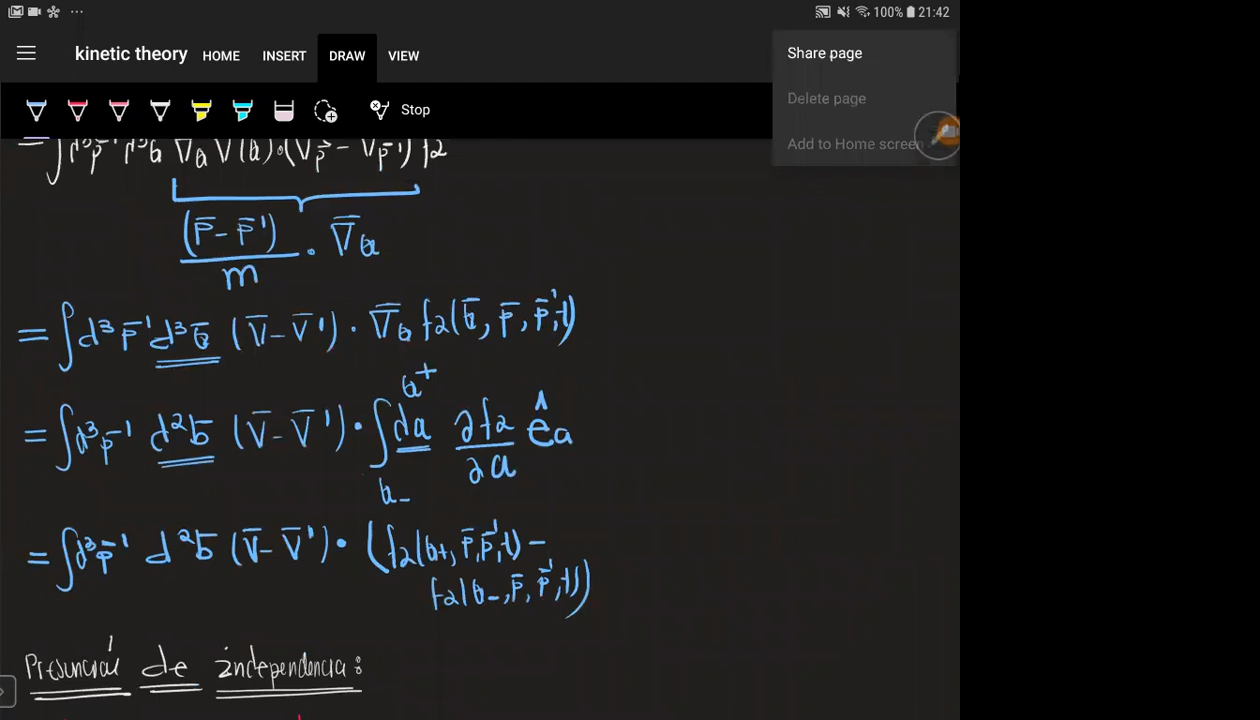 100% 21:42
kinetic theory HOME INSERT DRAW VIEW
Share page
Delete page
Add to Home screen
Stop
(p̄ - p̄') / m · ∇̄
= ∫ d³p̄' d³q̄ (V̄ - V̄') · ∇̄q f2(q̄, p̄, p̄', t)
= ∫ d³p̄' d²b̄ (V̄ - V̄') · ∫ da ∂f2/∂a êa
= ∫ d³p̄' d²b̄ (V̄ - V̄') · (f2( +, p̄, p̄', t) -
f2( -, p̄, p̄', t))
Presunción de independencia: